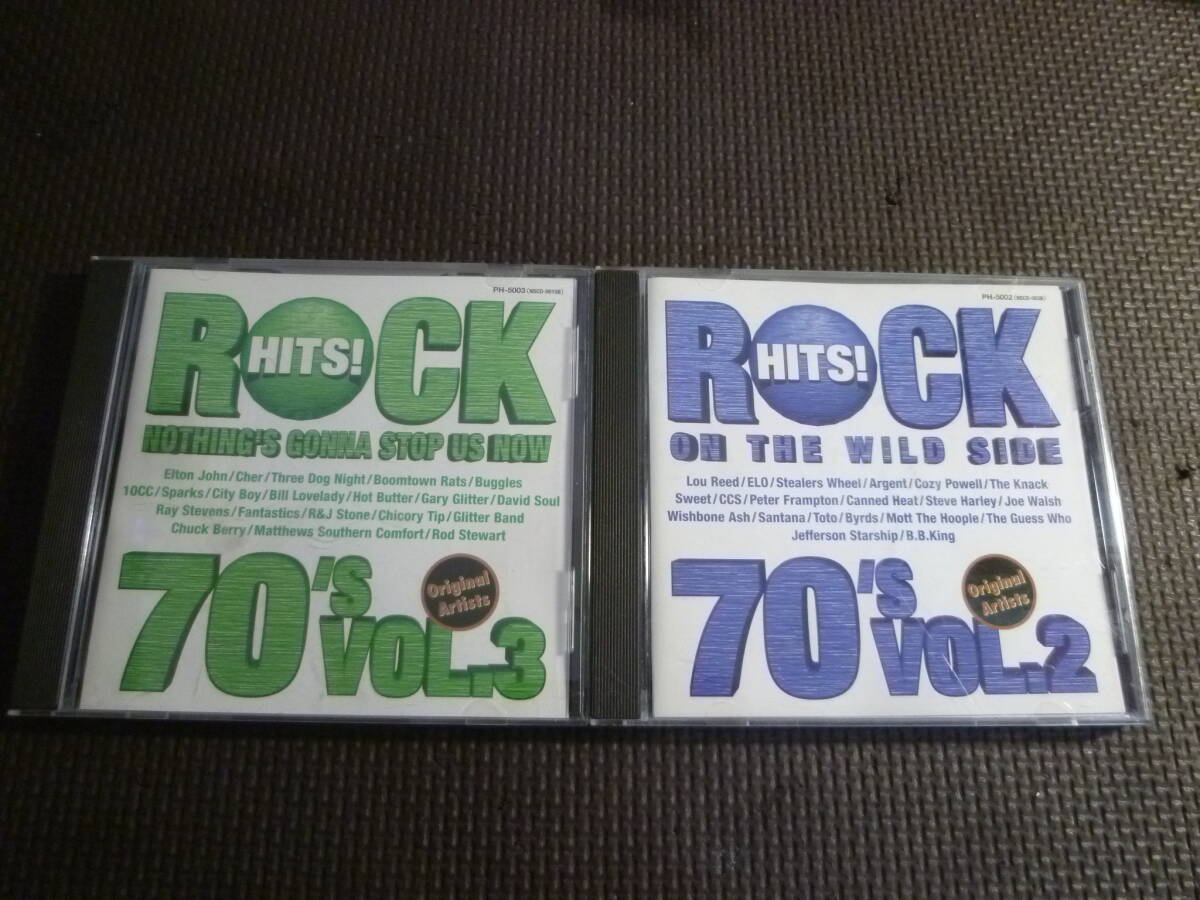 PH-5003
ROCK
HITS!
NOTHING'S GONNA STOP US NOW
Elton John/Cher/Three Dog Night/Boomtown Rats/Buggles
10CC/Sparks/City Boy/Bill Lovelady/Hot Butter/Gary Glitter/David Soul
Ray Stevens/Fantastics/R&J Stone/Chicory Tip/Glitter Band
Chuck Berry/Matthews Southern Comfort/Rod Stewart
70'S
VOL.3
Original
Artists
PH-5002
ROCK
HITS!
ON THE WILD SIDE
Lou Reed/ELO/Stealers Wheel/Argent/Cozy Powell/The Knack
Sweet/CCS/Peter Frampton/Canned Heat/Steve Harley/Joe Walsh
Wishbone Ash/Santana/Toto/Byrds/Mott The Hoople/The Guess Who
Jefferson Starship/B.B.King
70'S
VOL.2
Original
Artists